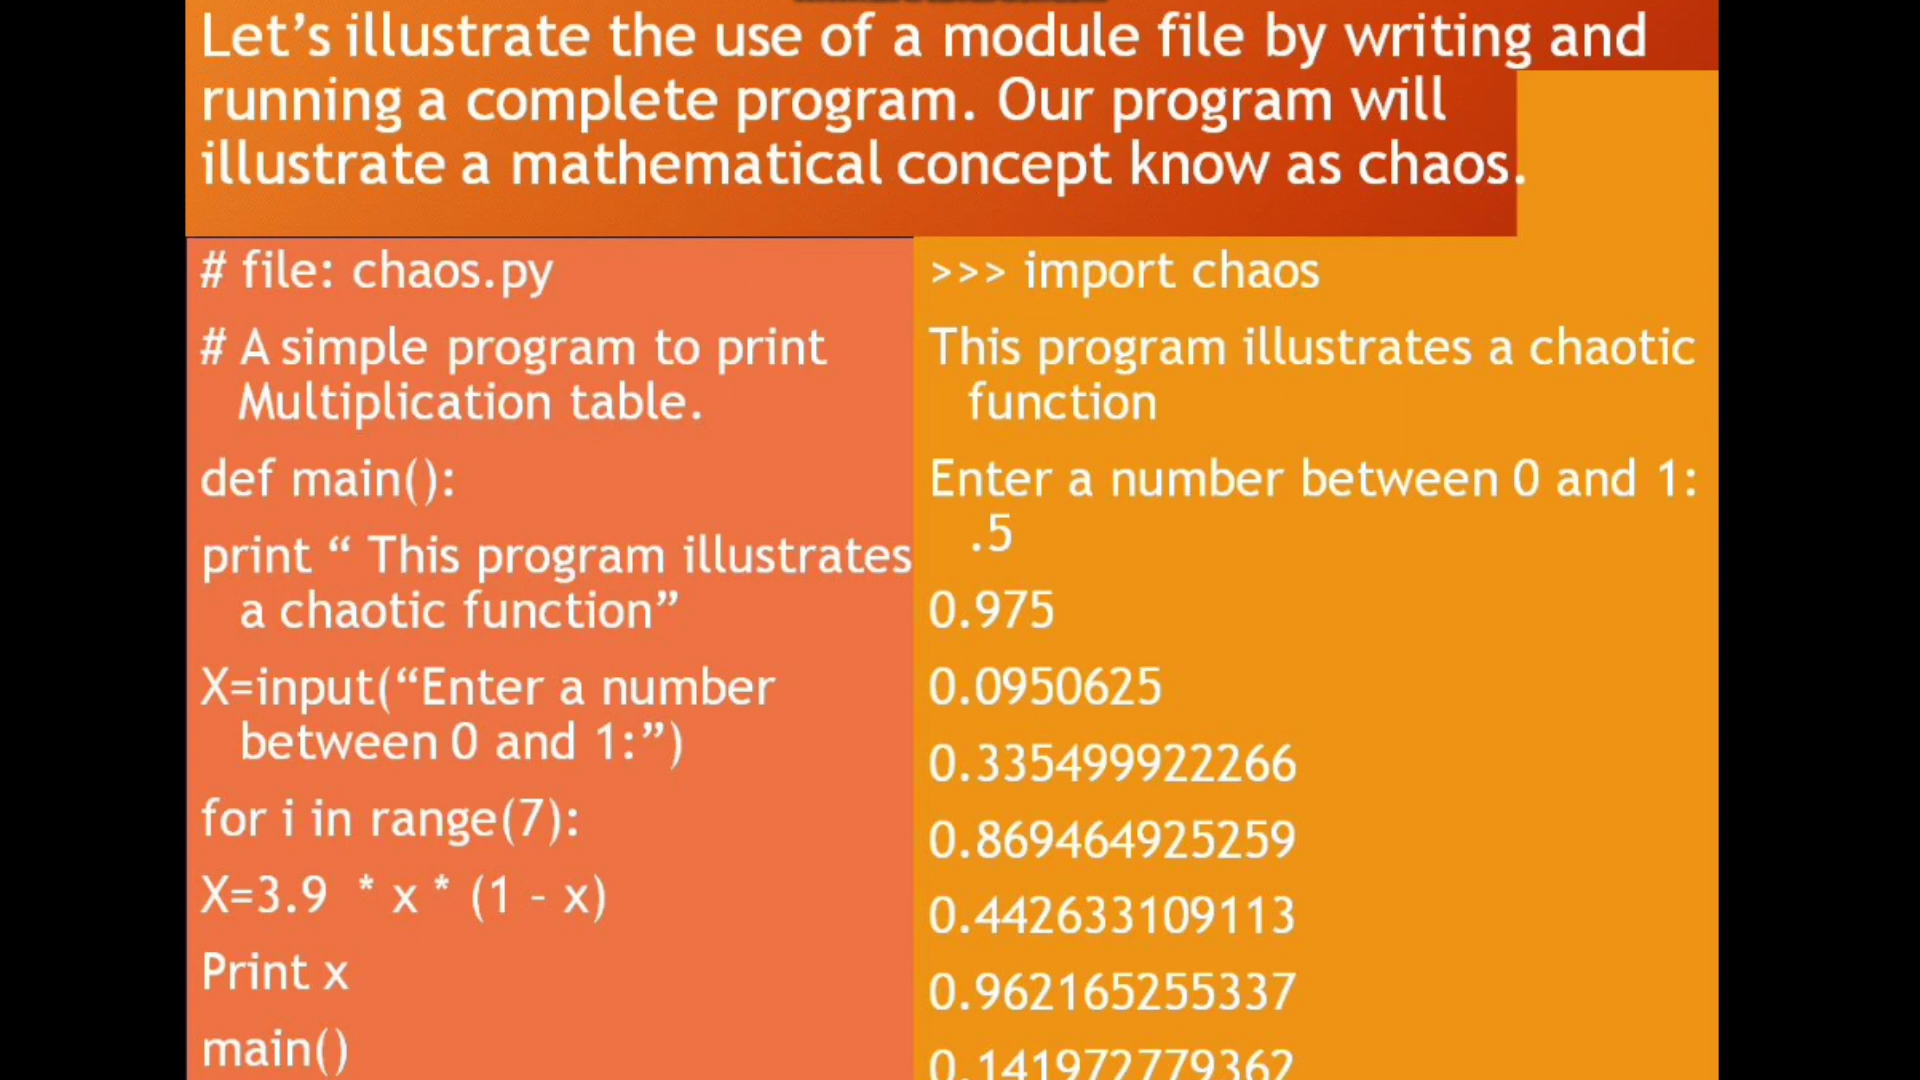 Let’s illustrate the use of a module file by writing and
running a complete program. Our program will
illustrate a mathematical concept know as chaos.
# file: chaos.py
# A simple program to print
Multiplication table.
def main():
print “ This program illustrates
a chaotic function”
X=input(“Enter a number
between 0 and 1:”)
for i in range(7):
X=3.9 * x * (1 – x)
Print x
main()
>>> import chaos
This program illustrates a chaotic
function
Enter a number between 0 and 1:
.5
0.975
0.0950625
0.335499922266
0.869464925259
0.442633109113
0.962165255337
0.141972779362